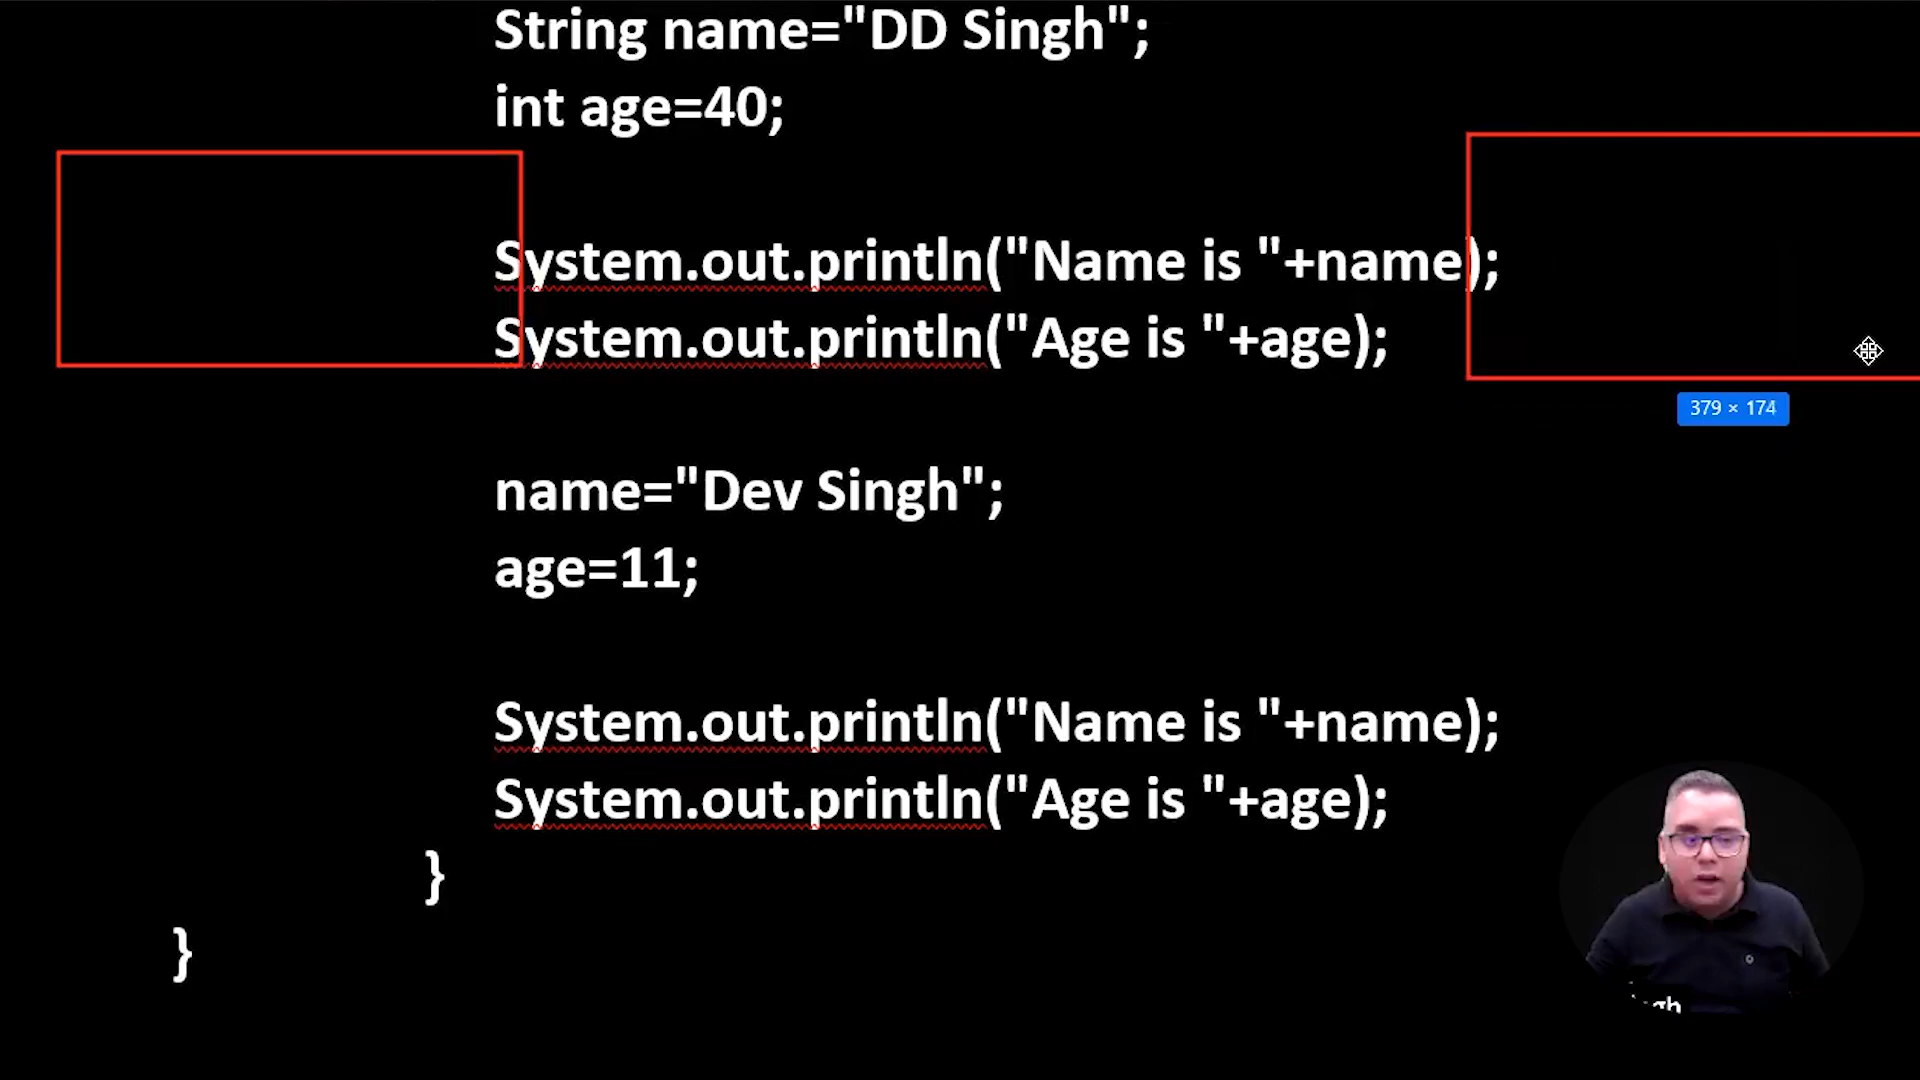 String name="DD Singh";
int age=40;
System.out.println("Name is "+name);
System.out.println("Age is "+age);
379 × 174
name="Dev Singh";
age=11;
System.out.println("Name is "+name);
System.out.println("Age is "+age);
}
}